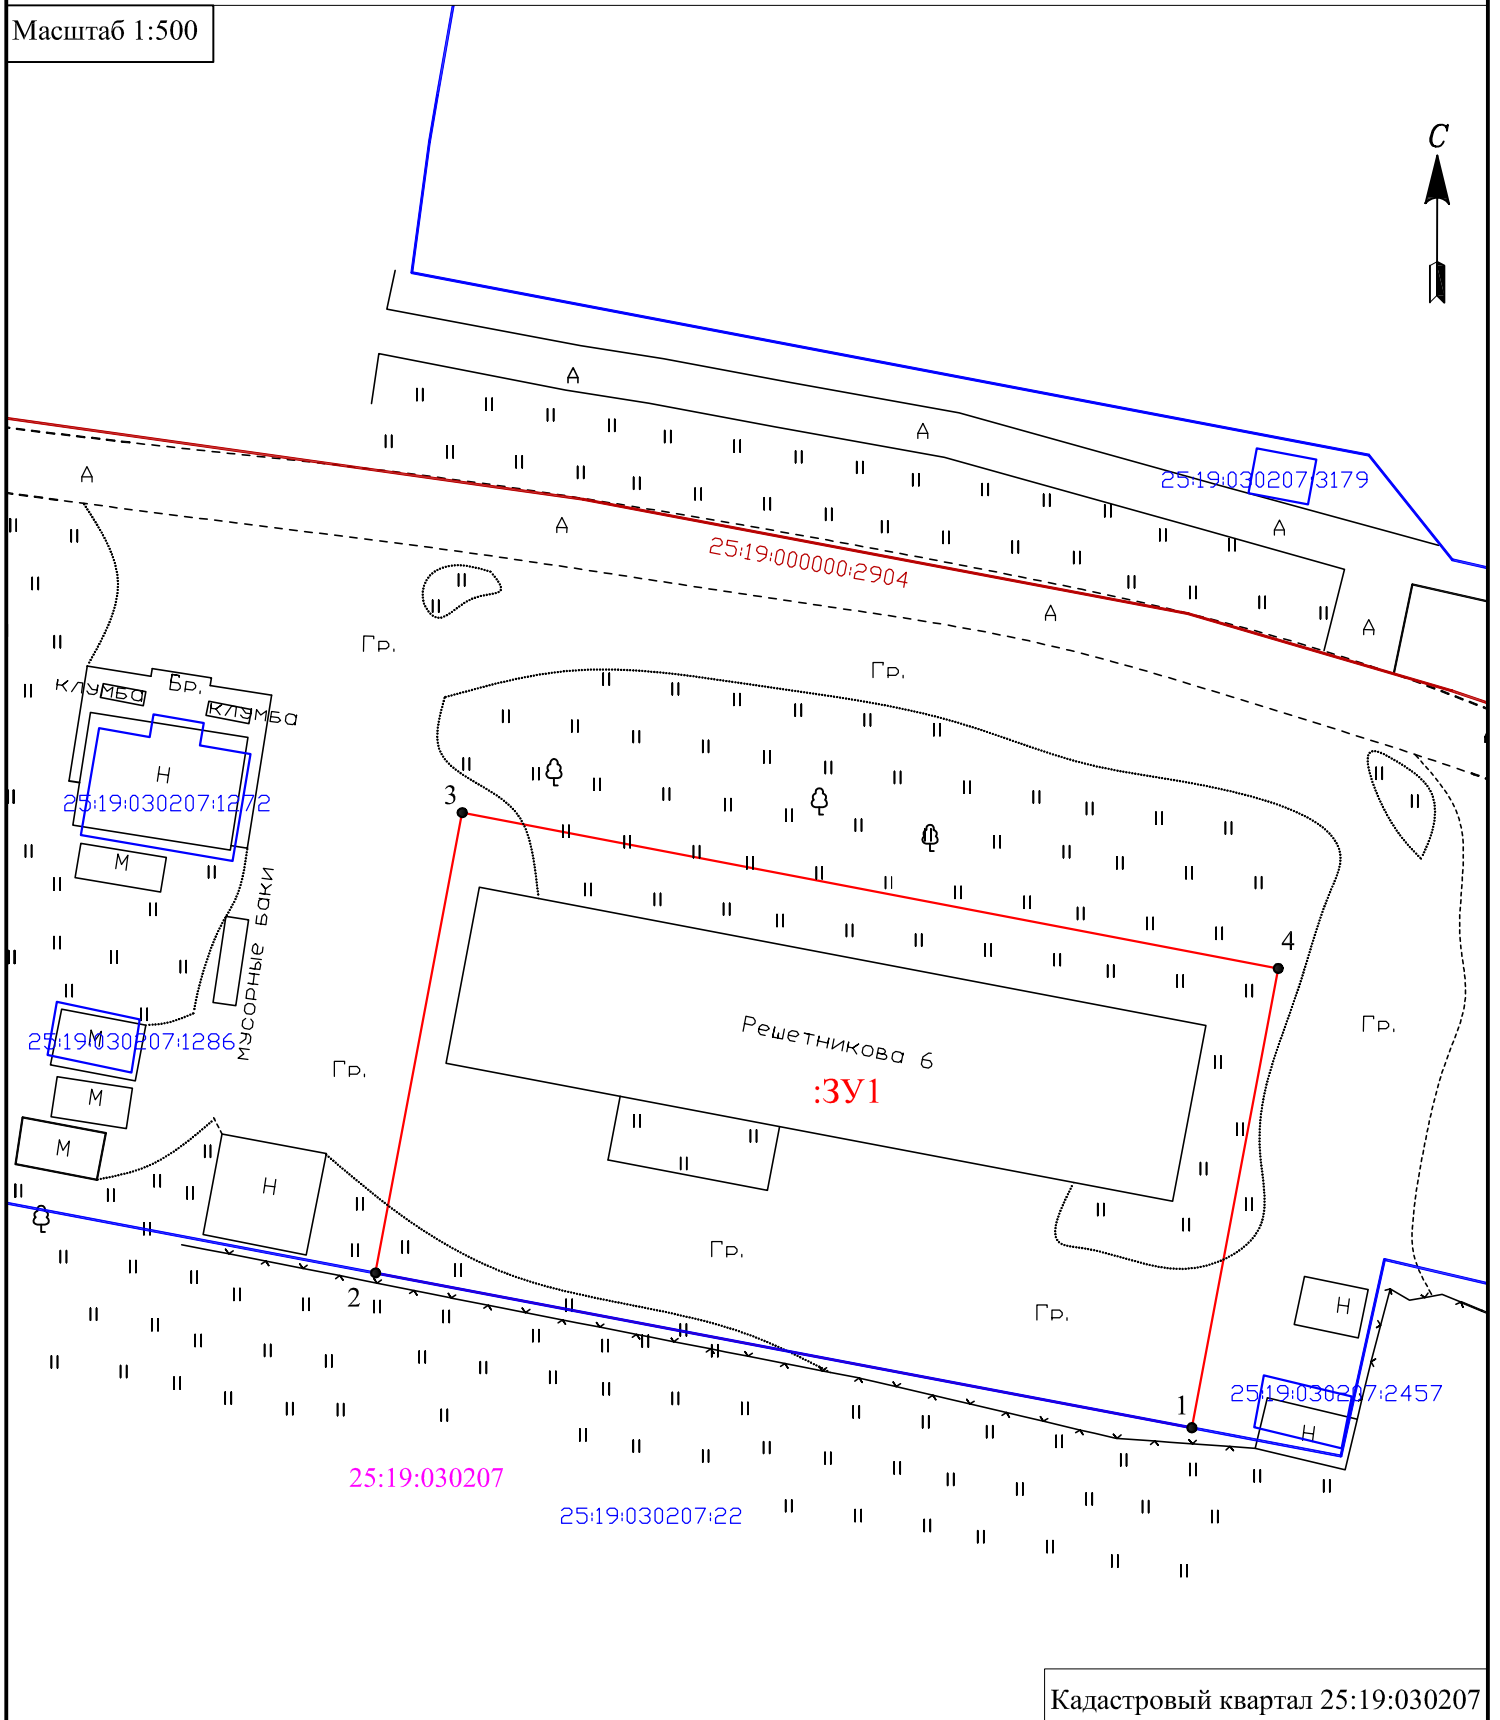 Масштаб 1:500
С
А
А
25:19:030207:3179
А
А
А
25:19:000000:2904
А
А
Гр.
Гр.
КЛУМБА
Бр.
КЛУМБА
Н
25:19:030207:1272
3
М
МУСОРНЫЕ БАКИ
4
Решетникова 6
Гр.
М
25:19:030207:1286
Гр.
:ЗУ1
М
М
Н
Гр.
2
Гр.
Н
25:19:030207:2457
1
Н
25:19:030207
25:19:030207:22
Кадастровый квартал 25:19:030207